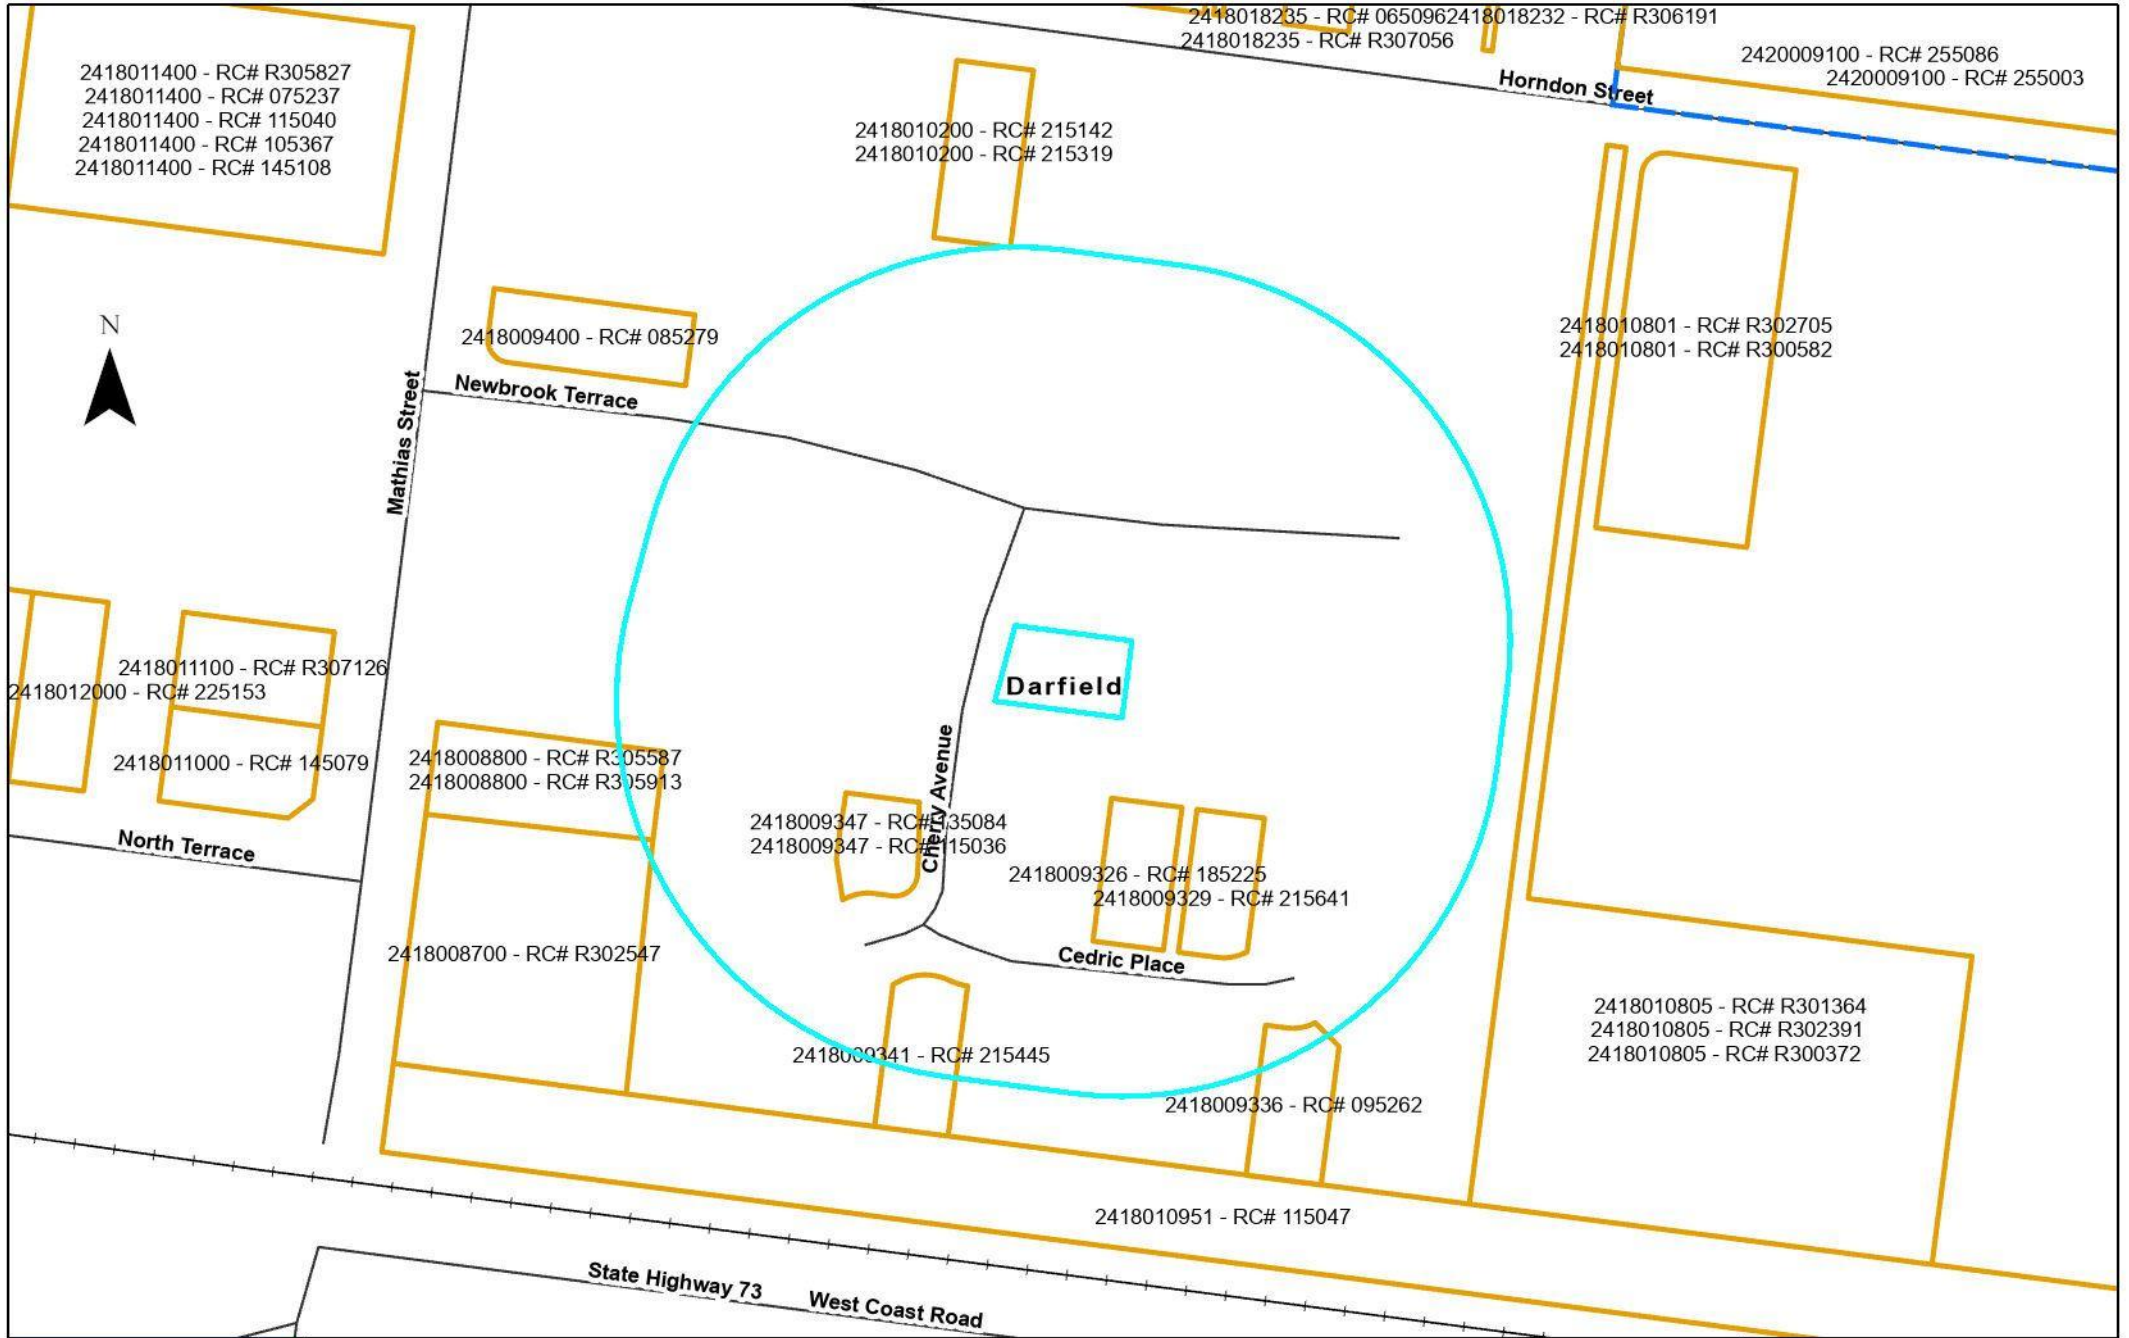 2418018235 - RC# 0650962418018232 - RC# R306191
2418018235 - RC# R307056
2420009100 - RC# 255086
2420009100 - RC# 255003
Horndon Street
2418011400 - RC# R305827
2418011400 - RC# 075237
2418011400 - RC# 115040
2418011400 - RC# 105367
2418011400 - RC# 145108
2418010200 - RC# 215142
2418010200 - RC# 215319
N
2418009400 - RC# 085279
2418010801 - RC# R302705
2418010801 - RC# R300582
Newbrook Terrace
Mathias Street
2418011100 - RC# R307126
2418012000 - RC# 225153
Darfield
2418011000 - RC# 145079
2418008800 - RC# R305587
2418008800 - RC# R305913
North Terrace
2418009347 - RC# 135084
2418009347 - RC# 115036
Cherry Avenue
2418009326 - RC# 185225
2418009329 - RC# 215641
2418008700 - RC# R302547
Cedric Place
2418009341 - RC# 215445
2418010805 - RC# R301364
2418010805 - RC# R302391
2418010805 - RC# R300372
2418009336 - RC# 095262
2418010951 - RC# 115047
State Highway 73
West Coast Road